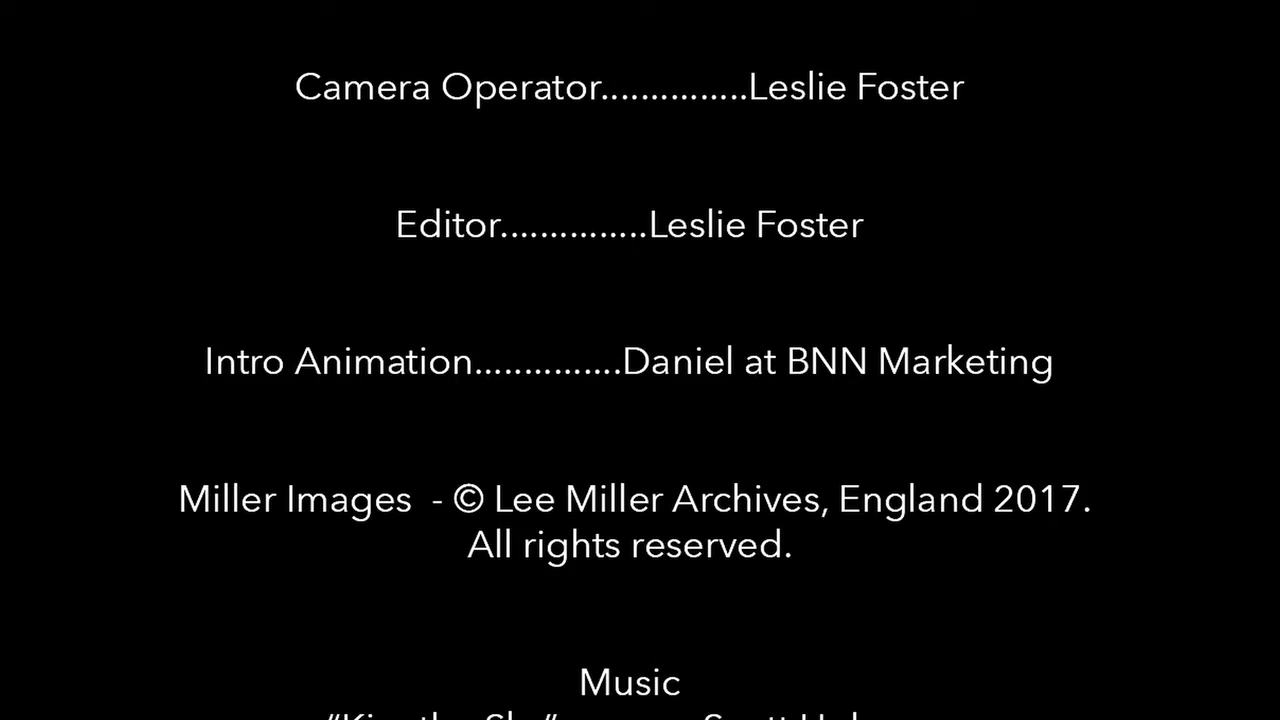 Camera Operator...............Leslie Foster
Editor...............Leslie Foster
Intro Animation...............Daniel at BNN Marketing
Miller Images - © Lee Miller Archives, England 2017.
All rights reserved.
Music